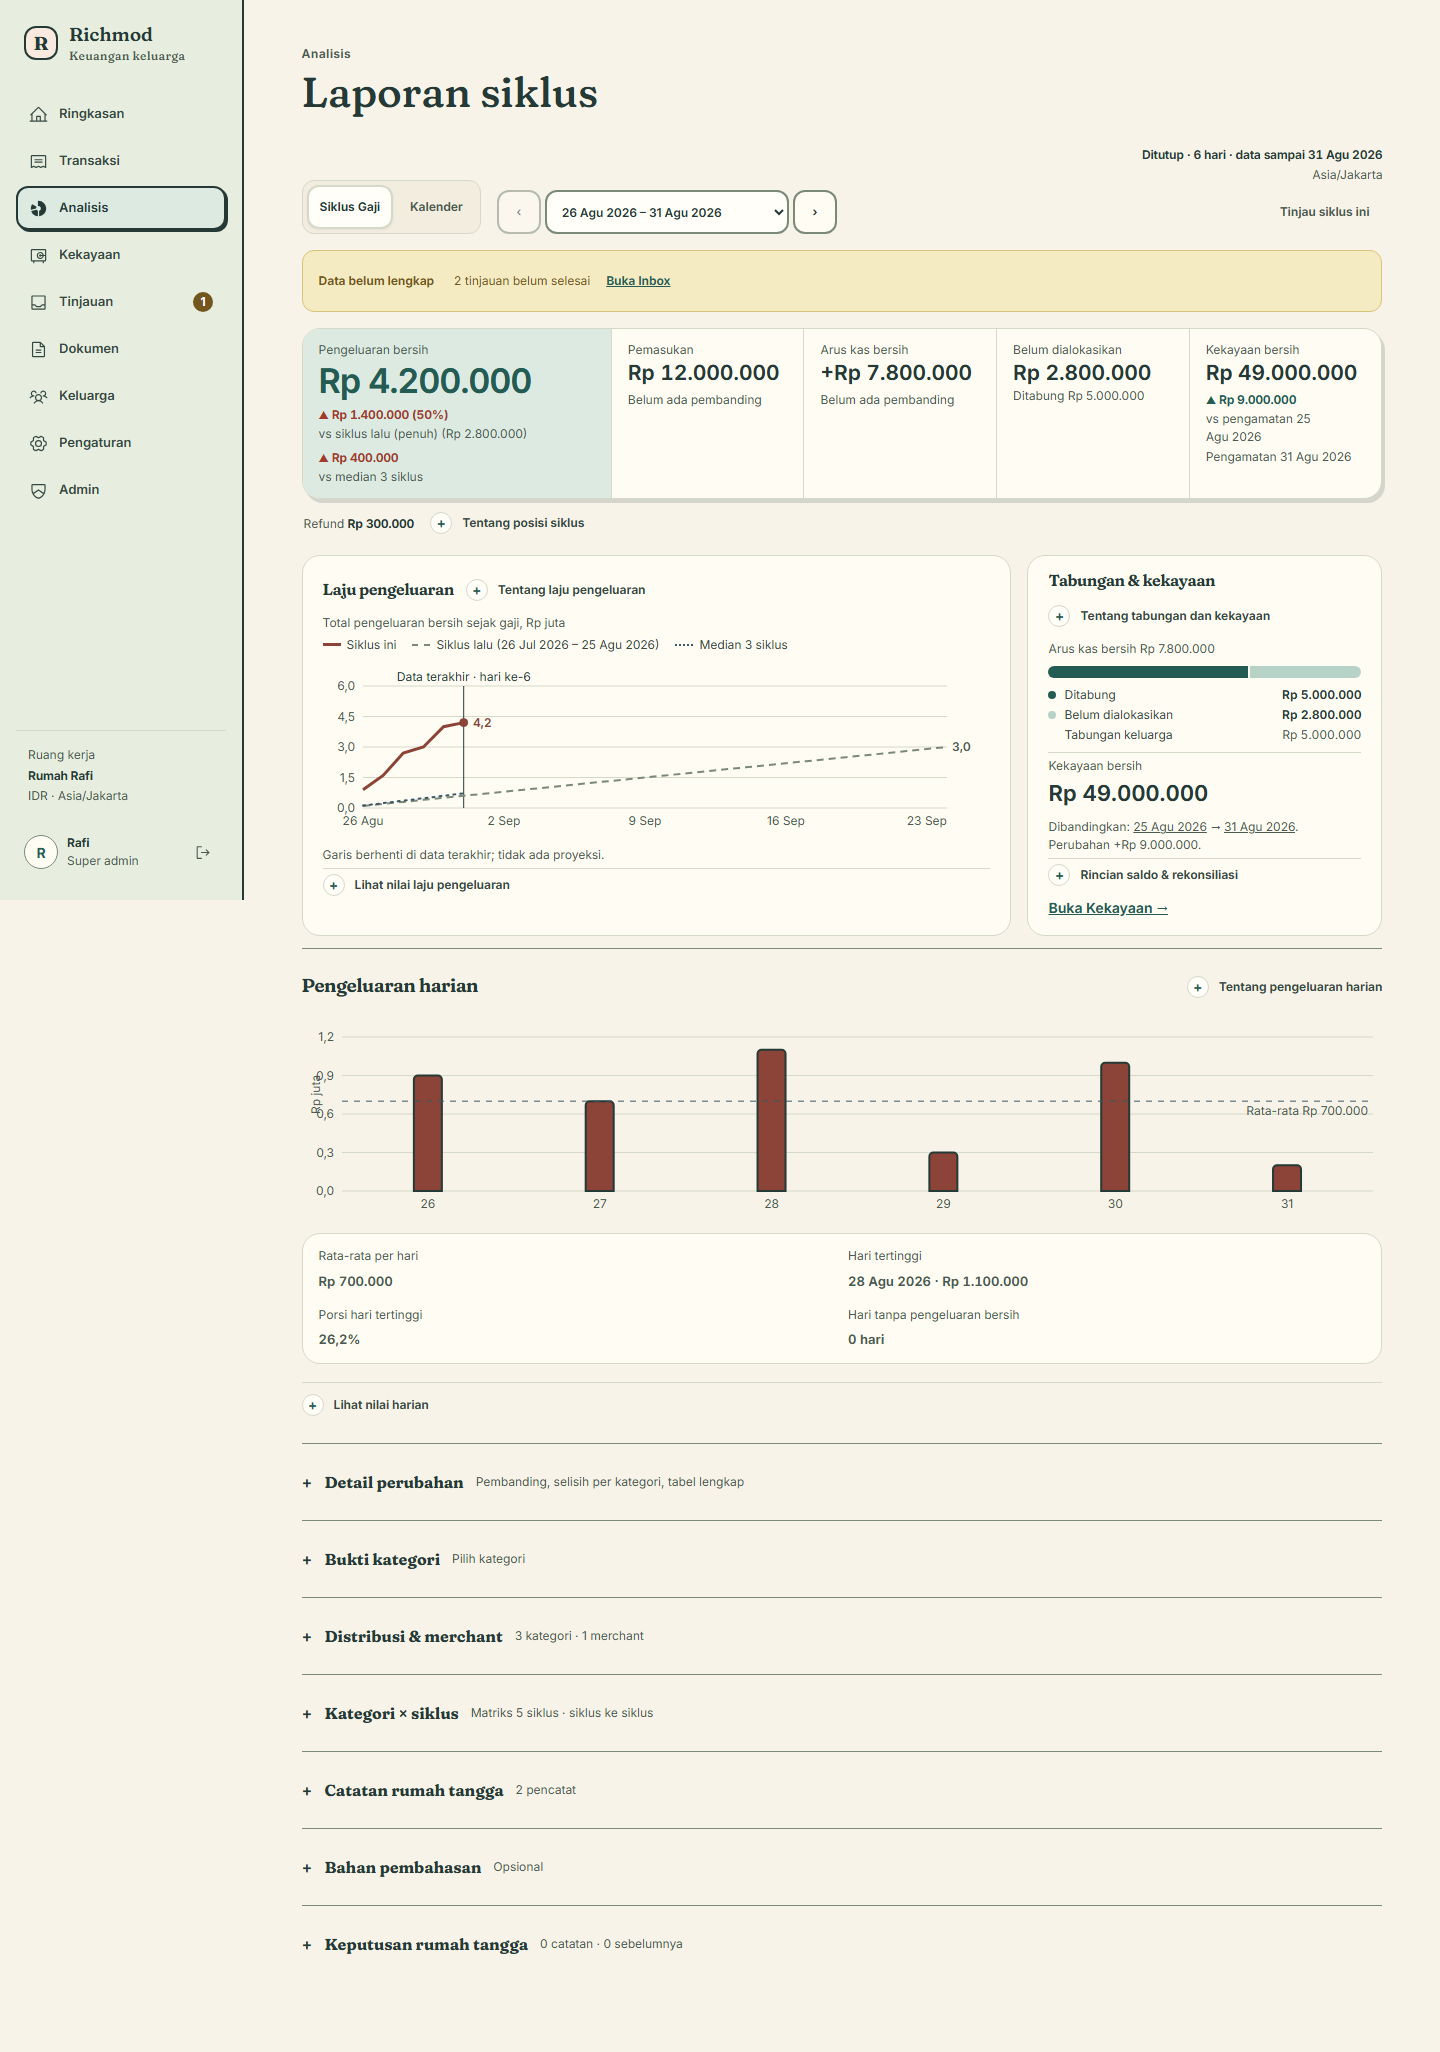 R
Richmod
Keuangan keluarga
Ringkasan
Transaksi
Analisis
Kekayaan
Tinjauan 1
Dokumen
Keluarga
Pengaturan
Admin
Ruang kerja
Rumah Rafi
IDR · Asia/Jakarta
R
Rafi
Super admin
Analisis
Laporan siklus
Ditutup · 6 hari · data sampai 31 Agu 2026
Asia/Jakarta
Siklus Gaji Kalender ‹ 26 Agu 2026 – 31 Agu 2026 › Tinjau siklus ini
Data belum lengkap 2 tinjauan belum selesai Buka Inbox
Pengeluaran bersih
Rp 4.200.000
▲ Rp 1.400.000 (50%)
vs siklus lalu (penuh) (Rp 2.800.000)
▲ Rp 400.000
vs median 3 siklus
Pemasukan
Rp 12.000.000
Belum ada pembanding
Arus kas bersih
+Rp 7.800.000
Belum ada pembanding
Belum dialokasikan
Rp 2.800.000
Ditabung Rp 5.000.000
Kekayaan bersih
Rp 49.000.000
▲ Rp 9.000.000
vs pengamatan 25
Agu 2026
Pengamatan 31 Agu 2026
Refund Rp 300.000 + Tentang posisi siklus
Laju pengeluaran + Tentang laju pengeluaran
Total pengeluaran bersih sejak gaji, Rp juta
Siklus ini Siklus lalu (26 Jul 2026 – 25 Agu 2026) Median 3 siklus
Data terakhir · hari ke-6
6,0
4,5
4,2
3,0
3,0
1,5
0,0
26 Agu 2 Sep 9 Sep 16 Sep 23 Sep
Garis berhenti di data terakhir; tidak ada proyeksi.
+ Lihat nilai laju pengeluaran
Tabungan & kekayaan
+ Tentang tabungan dan kekayaan
Arus kas bersih Rp 7.800.000
Ditabung Rp 5.000.000
Belum dialokasikan Rp 2.800.000
Tabungan keluarga Rp 5.000.000
Kekayaan bersih
Rp 49.000.000
Dibandingkan: 25 Agu 2026 → 31 Agu 2026.
Perubahan +Rp 9.000.000.
+ Rincian saldo & rekonsiliasi
Buka Kekayaan →
Pengeluaran harian + Tentang pengeluaran harian
Rp juta
1,2
0,9
0,6
0,3
0,0
Rata-rata Rp 700.000
26 27 28 29 30 31
Rata-rata per hari
Rp 700.000
Hari tertinggi
28 Agu 2026 · Rp 1.100.000
Porsi hari tertinggi
26,2%
Hari tanpa pengeluaran bersih
0 hari
+ Lihat nilai harian
+ Detail perubahan Pembanding, selisih per kategori, tabel lengkap
+ Bukti kategori Pilih kategori
+ Distribusi & merchant 3 kategori · 1 merchant
+ Kategori × siklus Matriks 5 siklus · siklus ke siklus
+ Catatan rumah tangga 2 pencatat
+ Bahan pembahasan Opsional
+ Keputusan rumah tangga 0 catatan · 0 sebelumnya